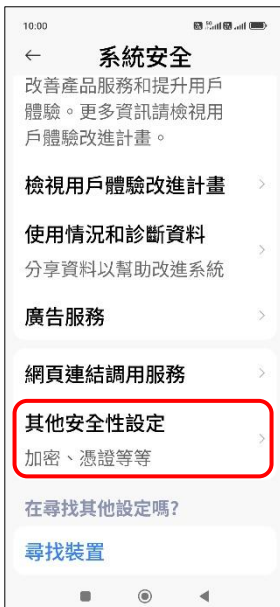 10:00
系統安全
改善產品服務和提升用戶
體驗。更多資訊請檢視用
戶體驗改進計畫。
檢視用戶體驗改進計畫
使用情況和診斷資料
分享資料以幫助改進系統
廣告服務
網頁連結調用服務
其他安全性設定
加密、憑證等等
在尋找其他設定嗎?
尋找裝置